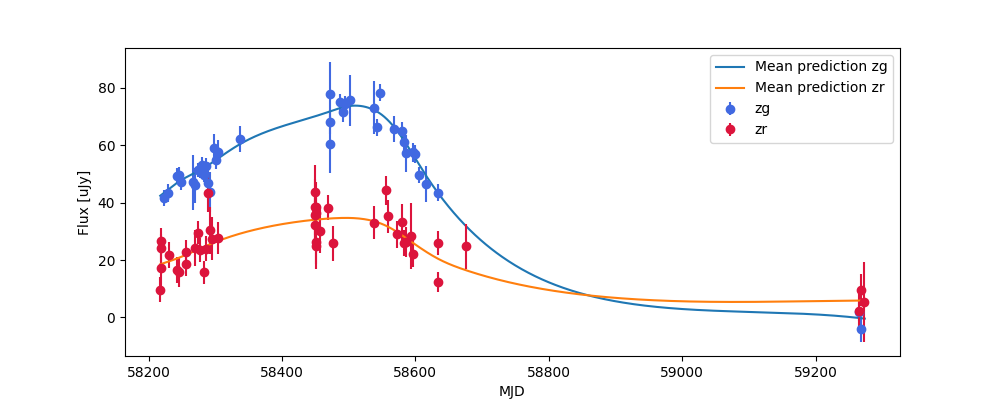 Mean prediction zg
Mean prediction zr
zg
zr
80
60
40
20
0
Flux [uJy]
58200
58400
58600
58800
59000
59200
MJD